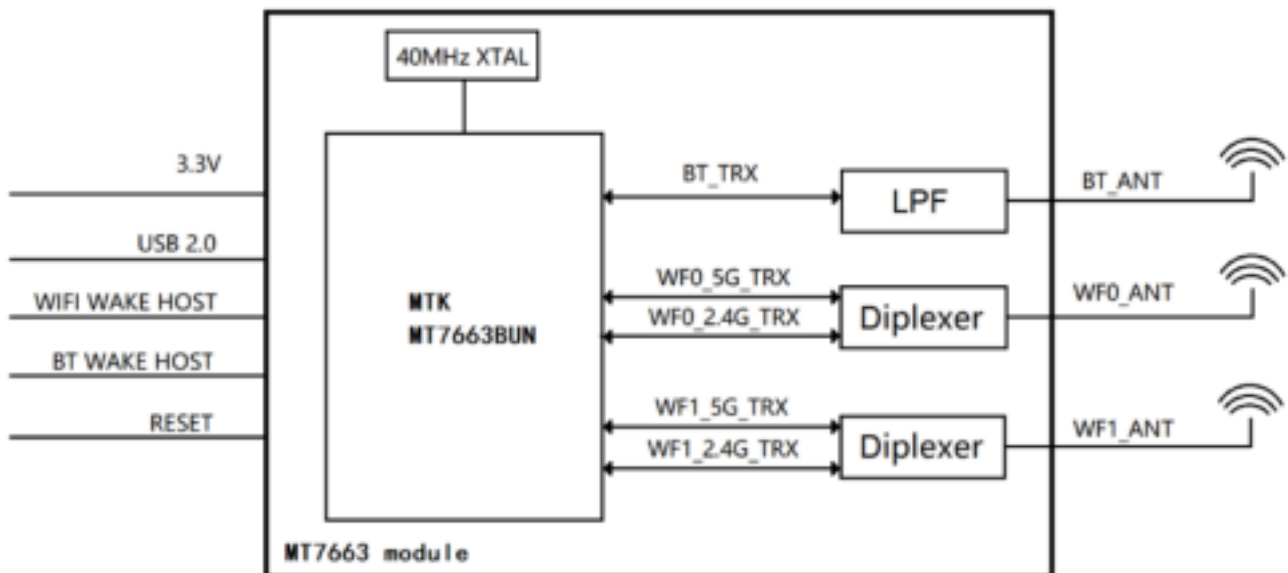 40MHz XTAL
3.3V
USB 2.0
WIFI WAKE HOST
BT WAKE HOST
RESET
MTK
MT7663BUN
BT_TRX
LPF
BT_ANT
WF0_5G_TRX
WF0_2.4G_TRX
Diplexer
WF0_ANT
WF1_5G_TRX
WF1_2.4G_TRX
Diplexer
WF1_ANT
MT7663 module